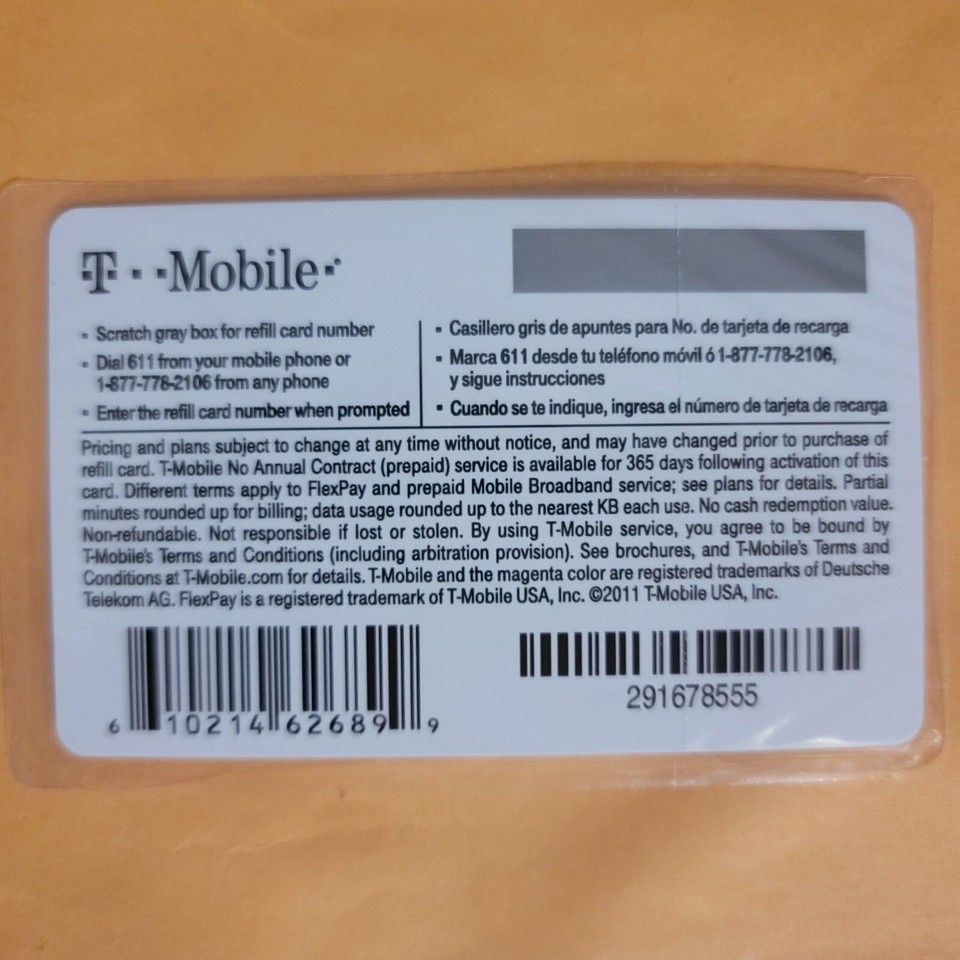 T··Mobile·
▪ Scratch gray box for refill card number
▪ Dial 611 from your mobile phone or
1-877-778-2106 from any phone
▪ Enter the refill card number when prompted
▪ Casillero gris de apuntes para No. de tarjeta de recarga
▪ Marca 611 desde tu teléfono móvil ó 1-877-778-2106,
y sigue instrucciones
▪ Cuando se te indique, ingresa el número de tarjeta de recarga
Pricing and plans subject to change at any time without notice, and may have changed prior to purchase of
refill card. T-Mobile No Annual Contract (prepaid) service is available for 365 days following activation of this
card. Different terms apply to FlexPay and prepaid Mobile Broadband service; see plans for details. Partial
minutes rounded up for billing; data usage rounded up to the nearest KB each use. No cash redemption value.
Non-refundable. Not responsible if lost or stolen. By using T-Mobile service, you agree to be bound by
T-Mobile's Terms and Conditions (including arbitration provision). See brochures, and T-Mobile's Terms and
Conditions at T-Mobile.com for details. T-Mobile and the magenta color are registered trademarks of Deutsche
Telekom AG. FlexPay is a registered trademark of T-Mobile USA, Inc. ©2011 T-Mobile USA, Inc.
6 10214 62689 9
291678555